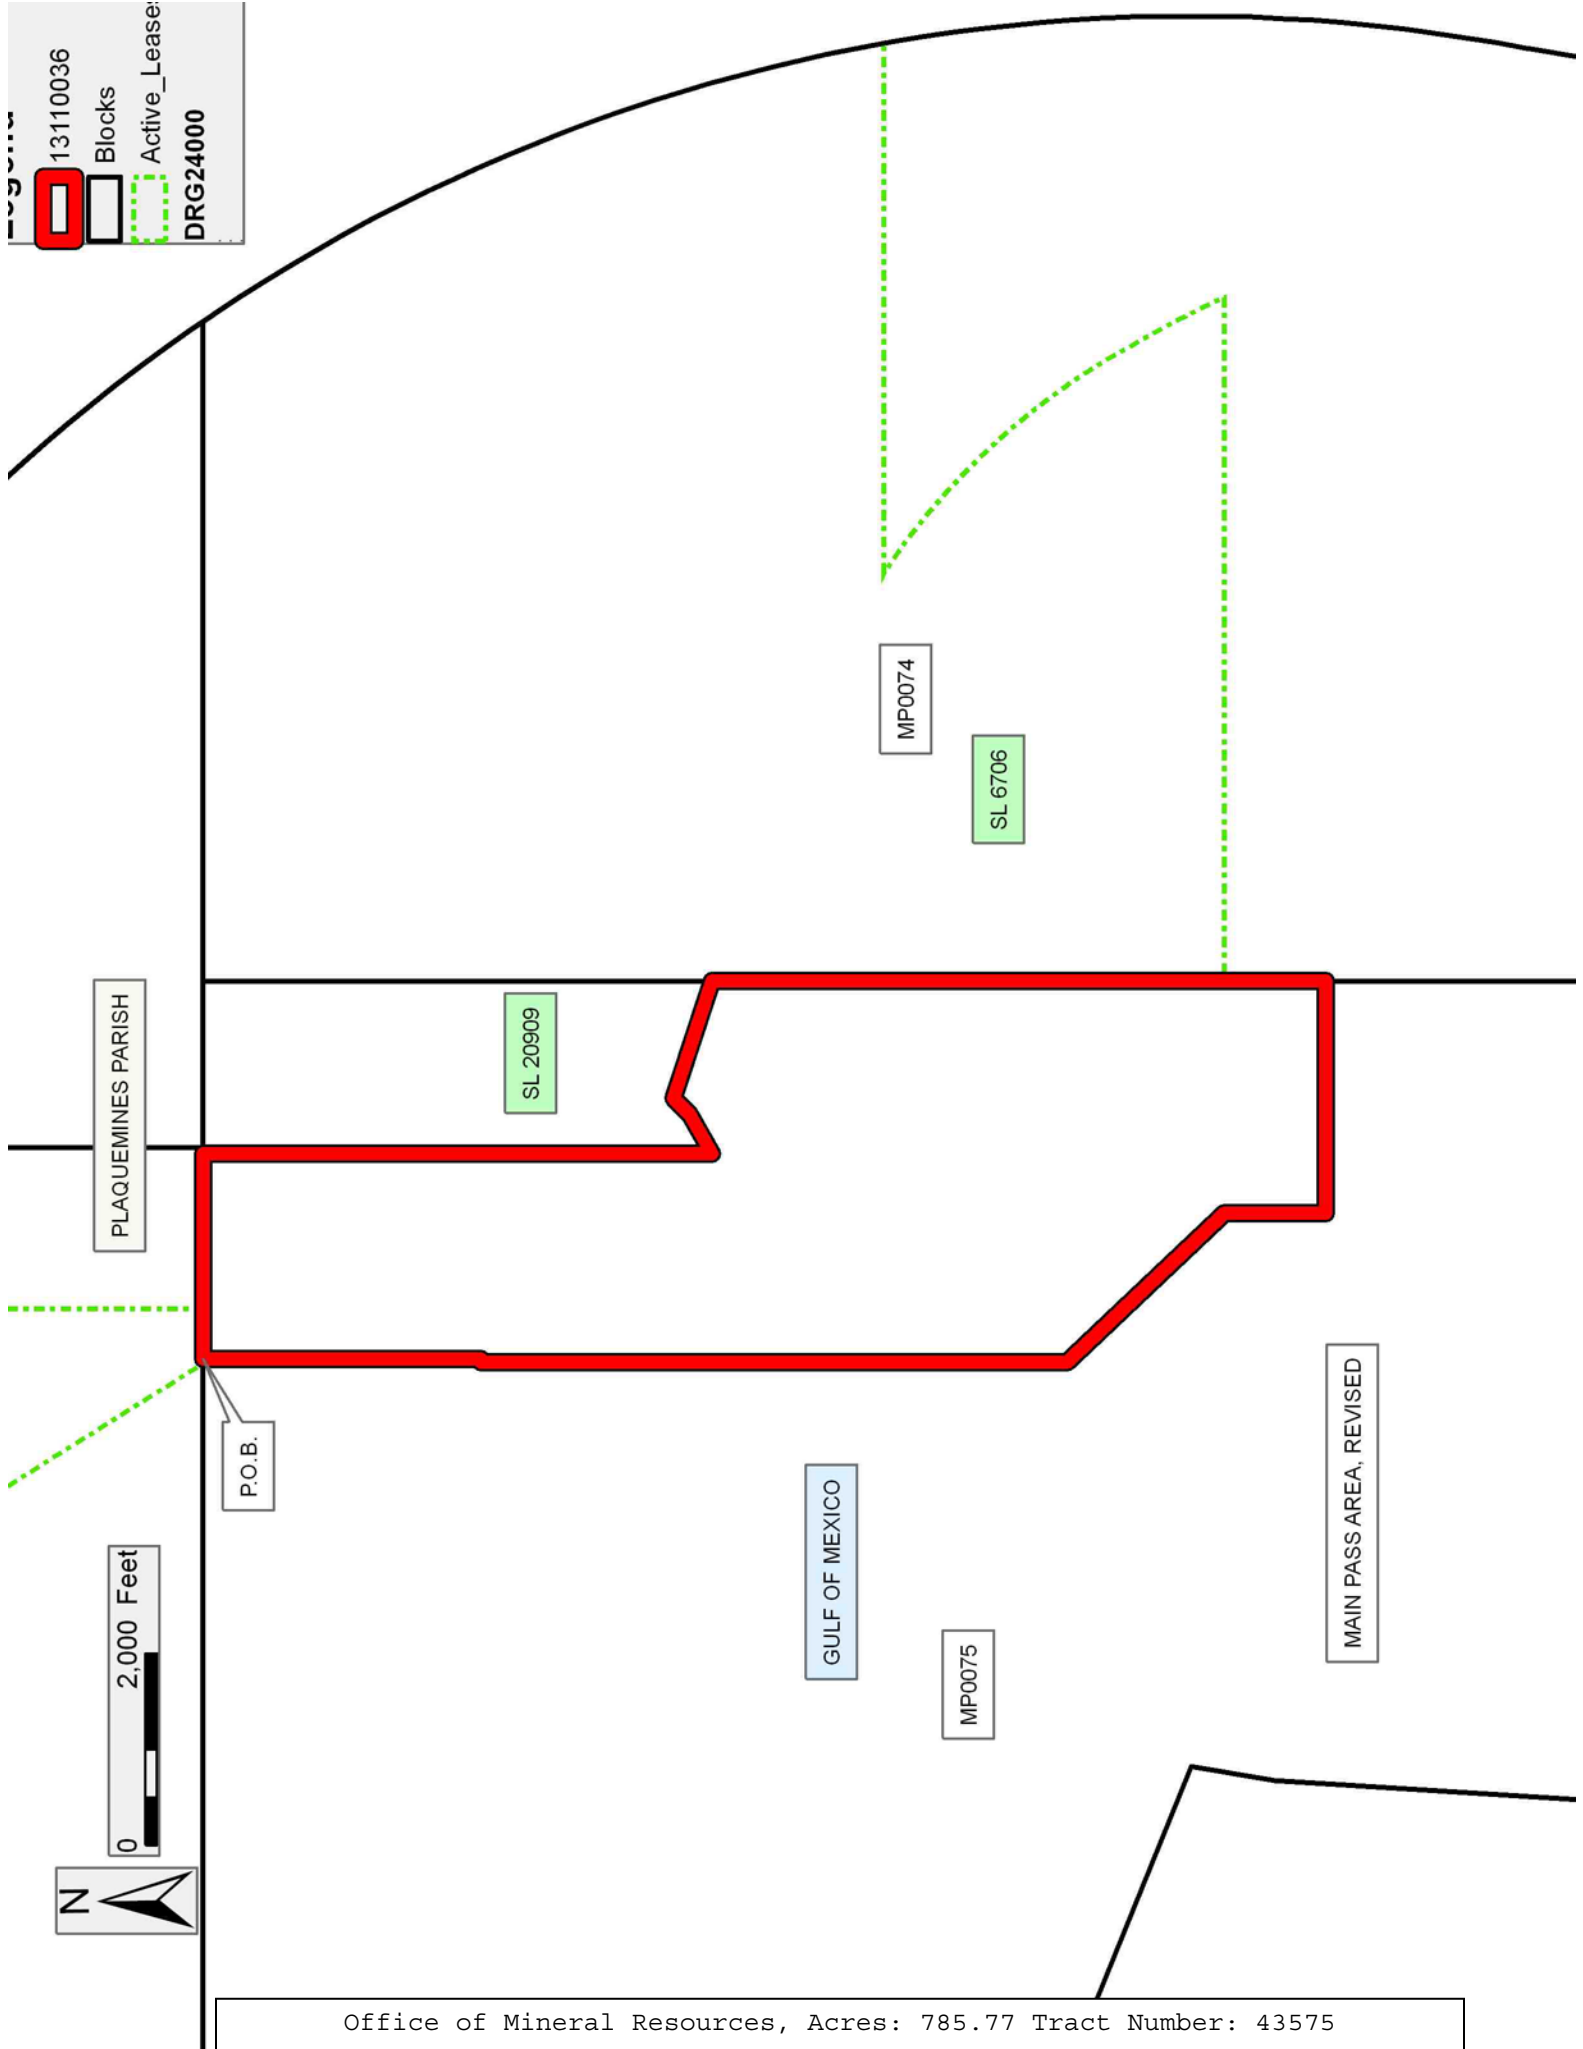 13110036
Blocks
Active_Lease
DRG24000
PLAQUEMINES PARISH
SL 20909
MP0074
SL 6706
P.O.B.
0 2,000 Feet
N
GULF OF MEXICO
MP0075
MAIN PASS AREA, REVISED
Office of Mineral Resources, Acres: 785.77 Tract Number: 43575